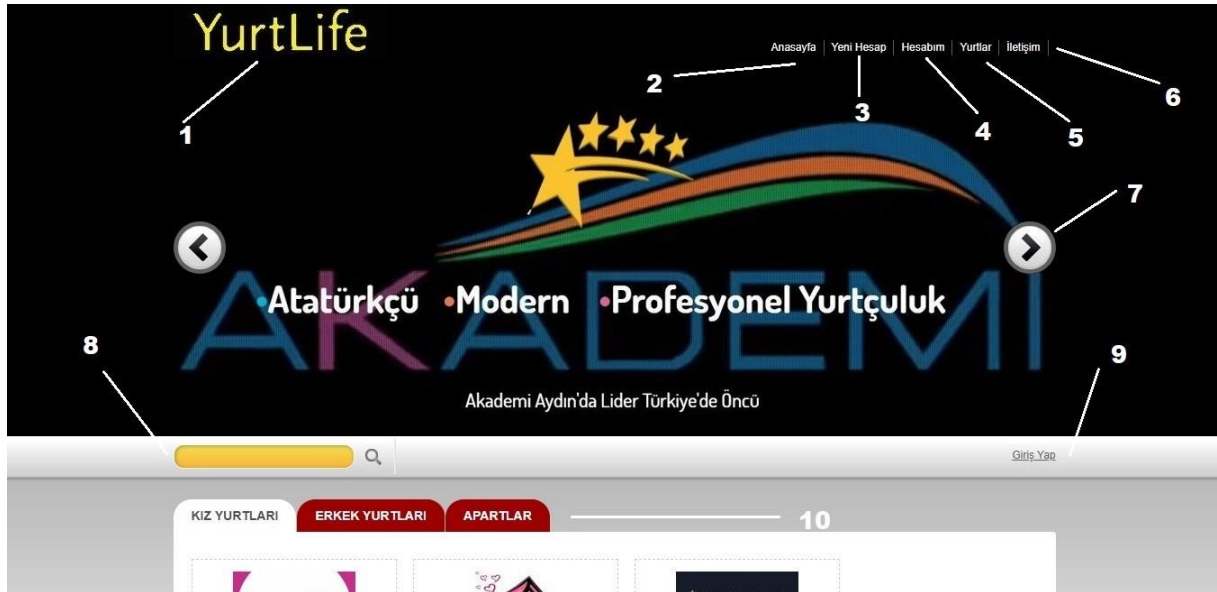 YurtLife
Anasayfa Yeni Hesap Hesabım Yurtlar İletişim
2
6
3
4
5
1
7
AKADEMİ
•Atatürkçü •Modern •Profesyonel Yurtçuluk
8
9
Akademi Aydın'da Lider Türkiye'de Öncü
Giriş Yap
KIZ YURTLARI ERKEK YURTLARI APARTLAR
10